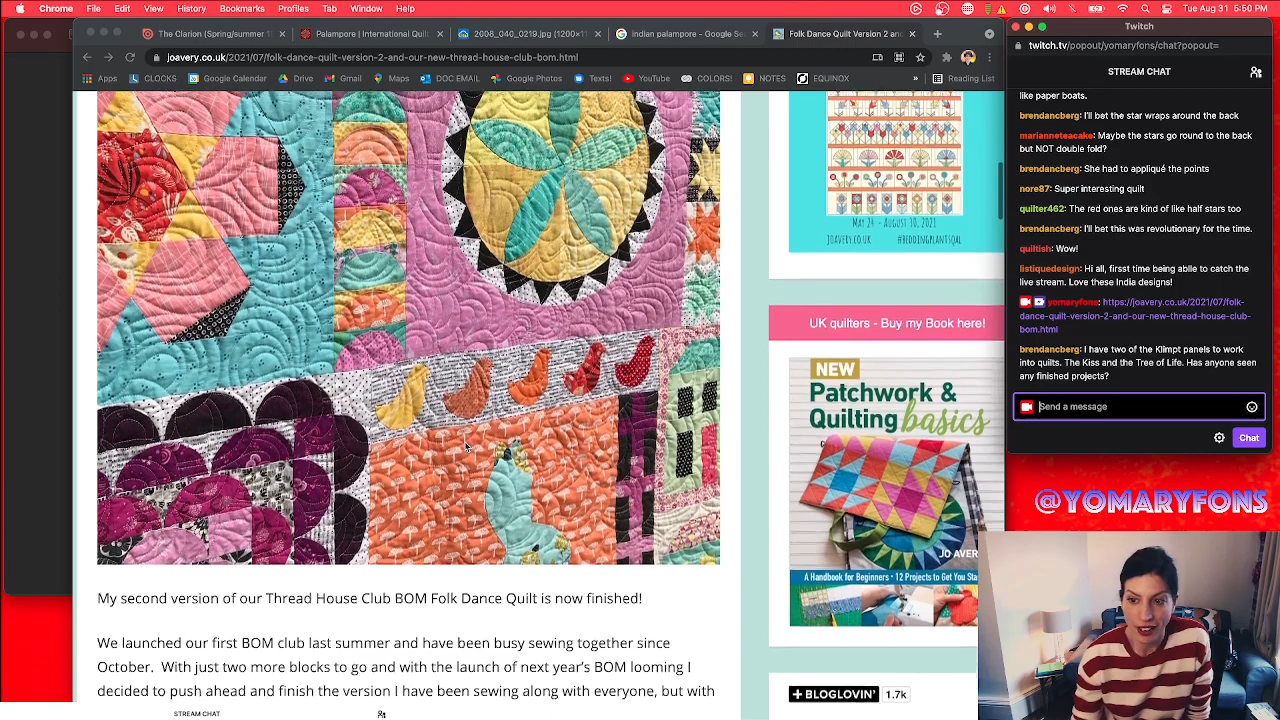 Chrome File Edit View History Bookmarks Profiles Tab Window Help
Tue Aug 31 5:50 PM
The Clarion (Spring/summer 1
Palampore | International Quilt
2008_040_0219.jpg (1200×11
indian palampore - Google Se
Folk Dance Quilt Version 2 an
joavery.co.uk/2021/07/folk-dance-quilt-version-2-and-our-new-thread-house-club-bom.html
Apps CLOCKS Google Calendar Drive Gmail Maps DOC EMAIL Google Photos Texts! YouTube COLORS! NOTES EQUINOX » Reading List
MAY 24 - AUGUST 30, 2021
JOAVERY.CO.UK #BEDDINGPLANTSQAL
UK quilters - Buy my Book here!
NEW
Patchwork &
Quilting basics
JO AVER
A Handbook for Beginners • 12 Projects to Get You Sta
My second version of our Thread House Club BOM Folk Dance Quilt is now finished!
We launched our first BOM club last summer and have been busy sewing together since
October. With just two more blocks to go and with the launch of next year's BOM looming I
decided to push ahead and finish the version I have been sewing along with everyone, but with
+ BLOGLOVIN' 1.7k
STREAM CHAT
Twitch
twitch.tv/popout/yomaryfons/chat?popout=
STREAM CHAT
like paper boats.
brendancberg: I'll bet the star wraps around the back
marianneteacake: Maybe the stars go round to the back
but NOT double fold?
brendancberg: She had to appliqué the points
nore87: Super interesting quilt
quilter462: The red ones are kind of like half stars too
brendancberg: I'll bet this was revolutionary for the time.
quiltish: Wow!
listiquedesign: Hi all, firsst time being abile to catch the
live stream. Love these India designs!
yomaryfons: https://joavery.co.uk/2021/07/folk-
dance-quilt-version-2-and-our-new-thread-house-club-
bom.html
brendancberg: I have two of the Klimpt panels to work
into quilts. The Kiss and the Tree of Life. Has anyone seen
any finished projects?
Send a message
Chat
@YOMARYFONS